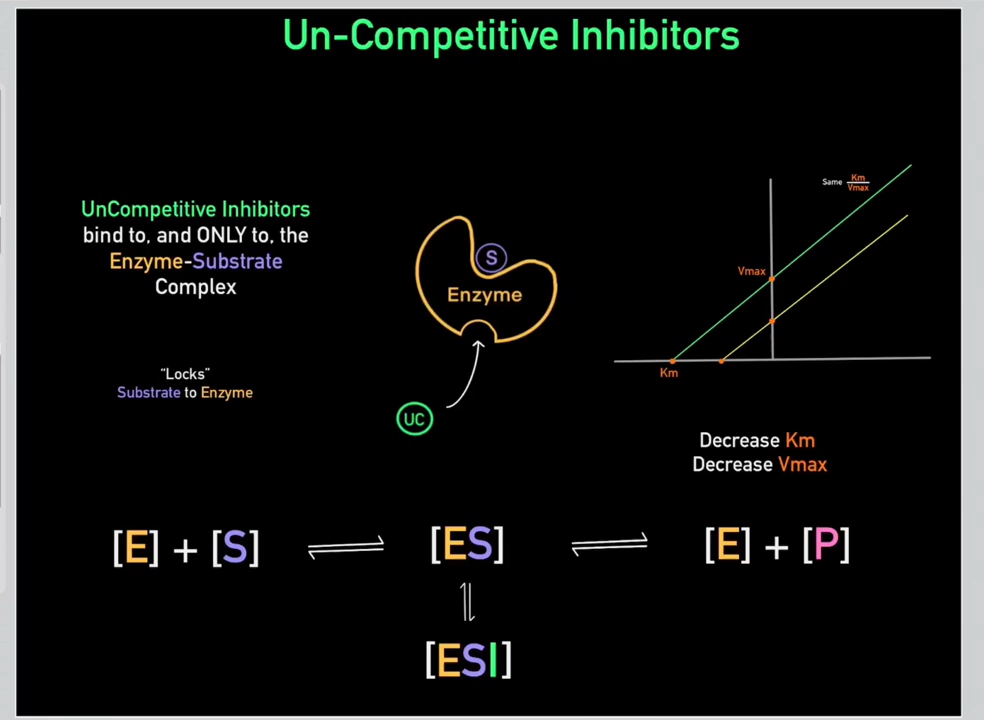 Un-Competitive Inhibitors
UnCompetitive Inhibitors
bind to, and ONLY to, the
Enzyme-Substrate
Complex
"Locks"
Substrate to Enzyme
S
Enzyme
UC
Same Km
Vmax
Vmax
Km
Decrease Km
Decrease Vmax
[E] + [S] ⇌ [ES] ⇌ [E] + [P]
[ESI]